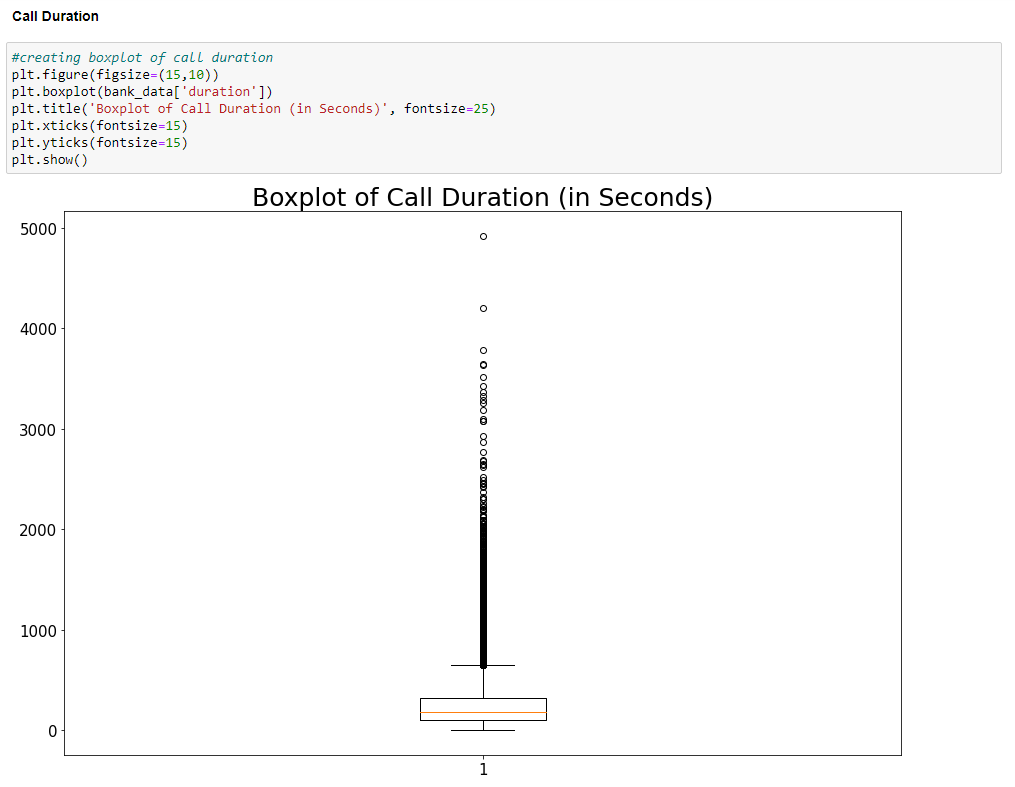 Call Duration
#creating boxplot of call duration
plt.figure(figsize=(15,10))
plt.boxplot(bank_data['duration'])
plt.title('Boxplot of Call Duration (in Seconds)', fontsize=25)
plt.xticks(fontsize=15)
plt.yticks(fontsize=15)
plt.show()
Boxplot of Call Duration (in Seconds)
5000
4000
3000
2000
1000
0
1